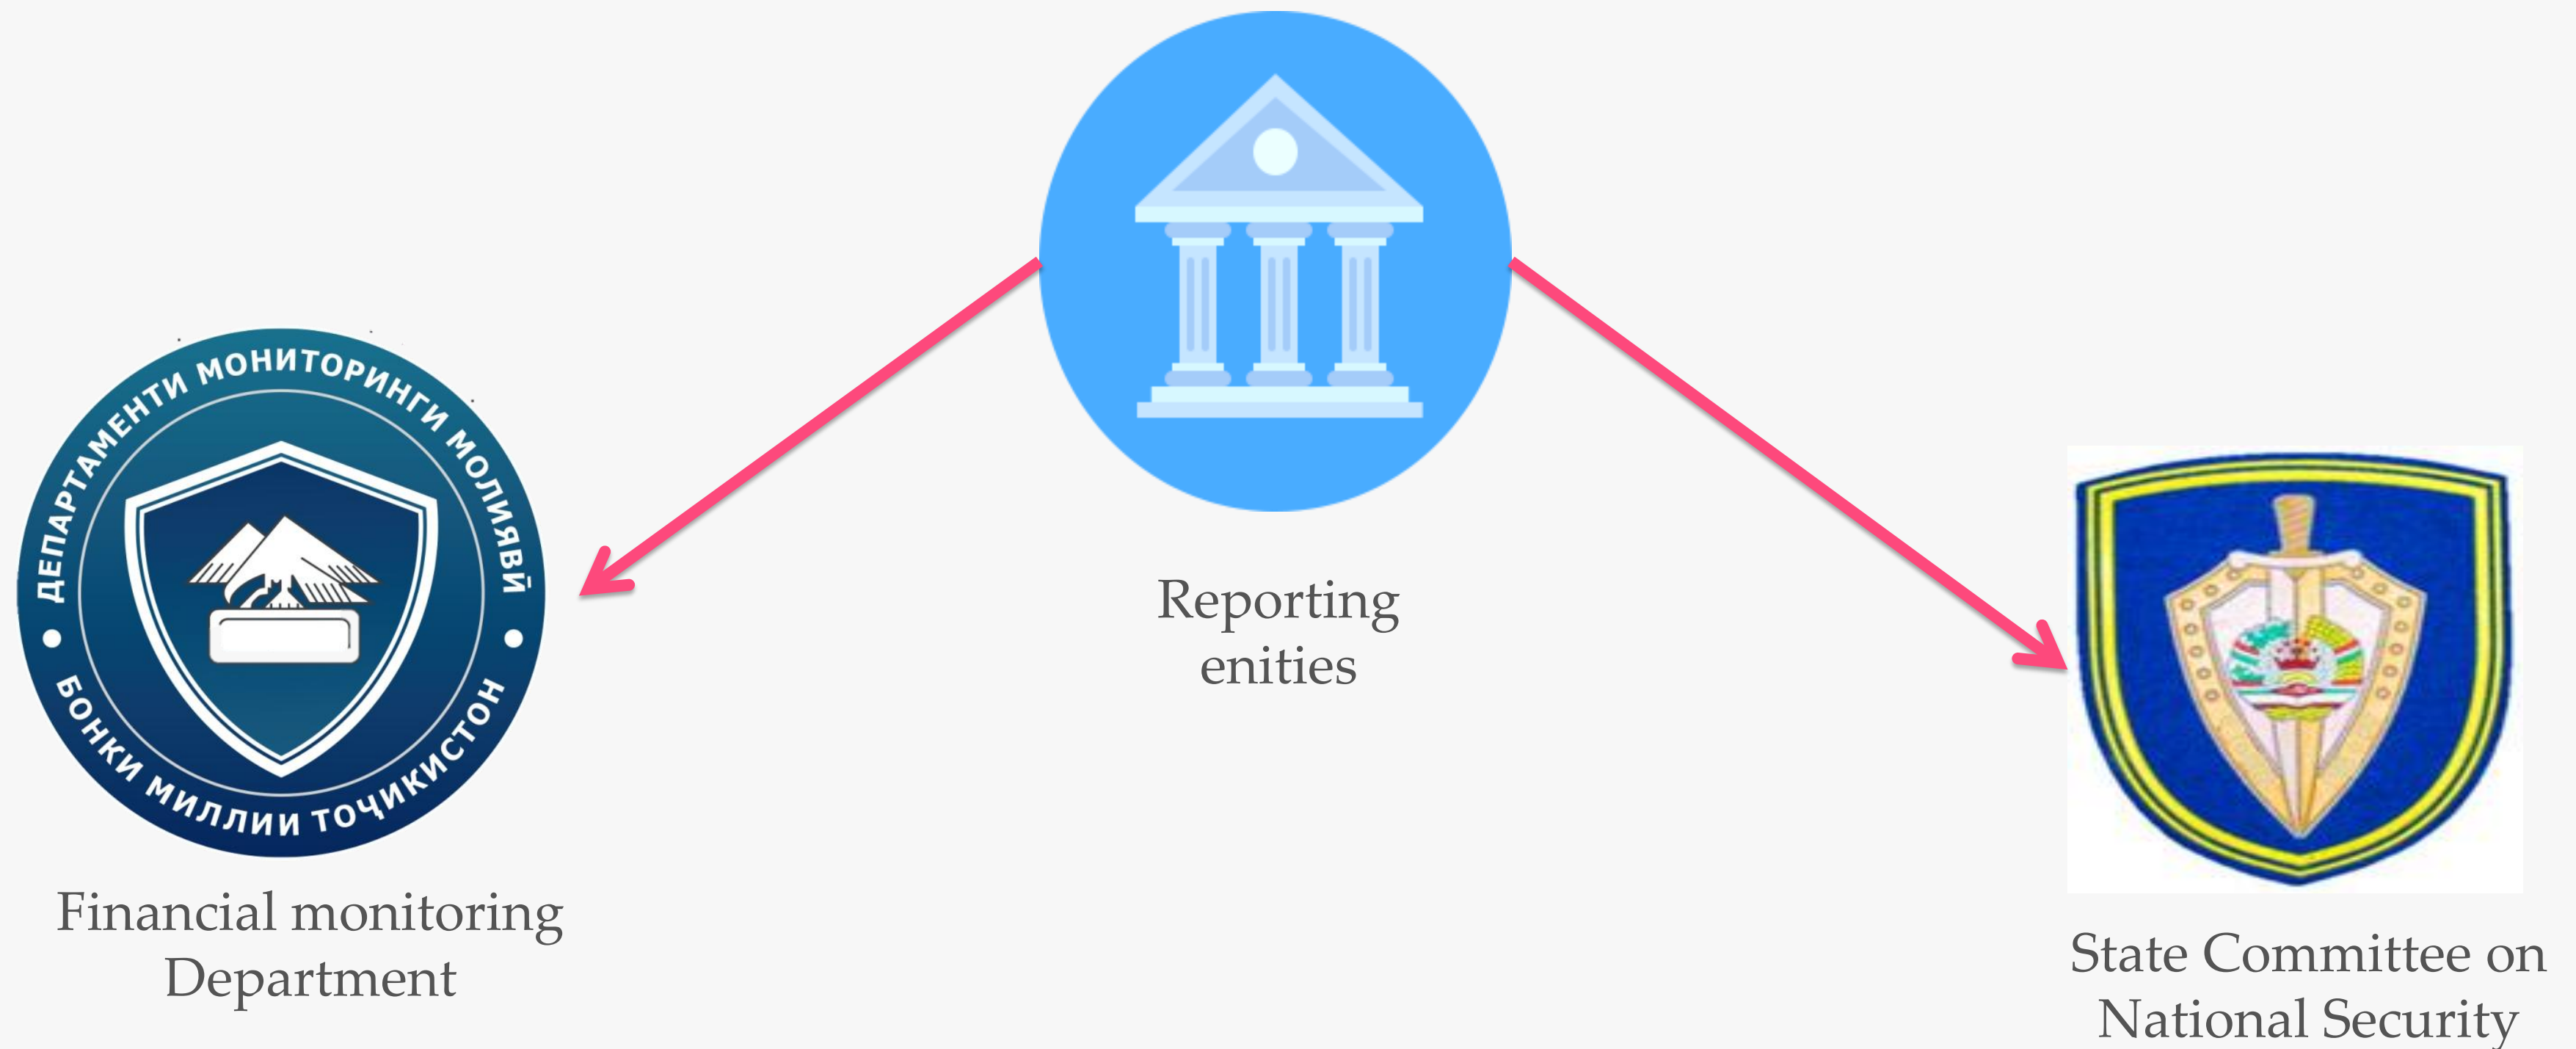 ДЕПАРТАМЕНТИ МОНИТОРИНГИ МОЛИЯВӢ
БОНКИ МИЛЛИИ ТОҶИКИСТОН
Financial monitoring
Department
Reporting
enities
State Committee on
National Security